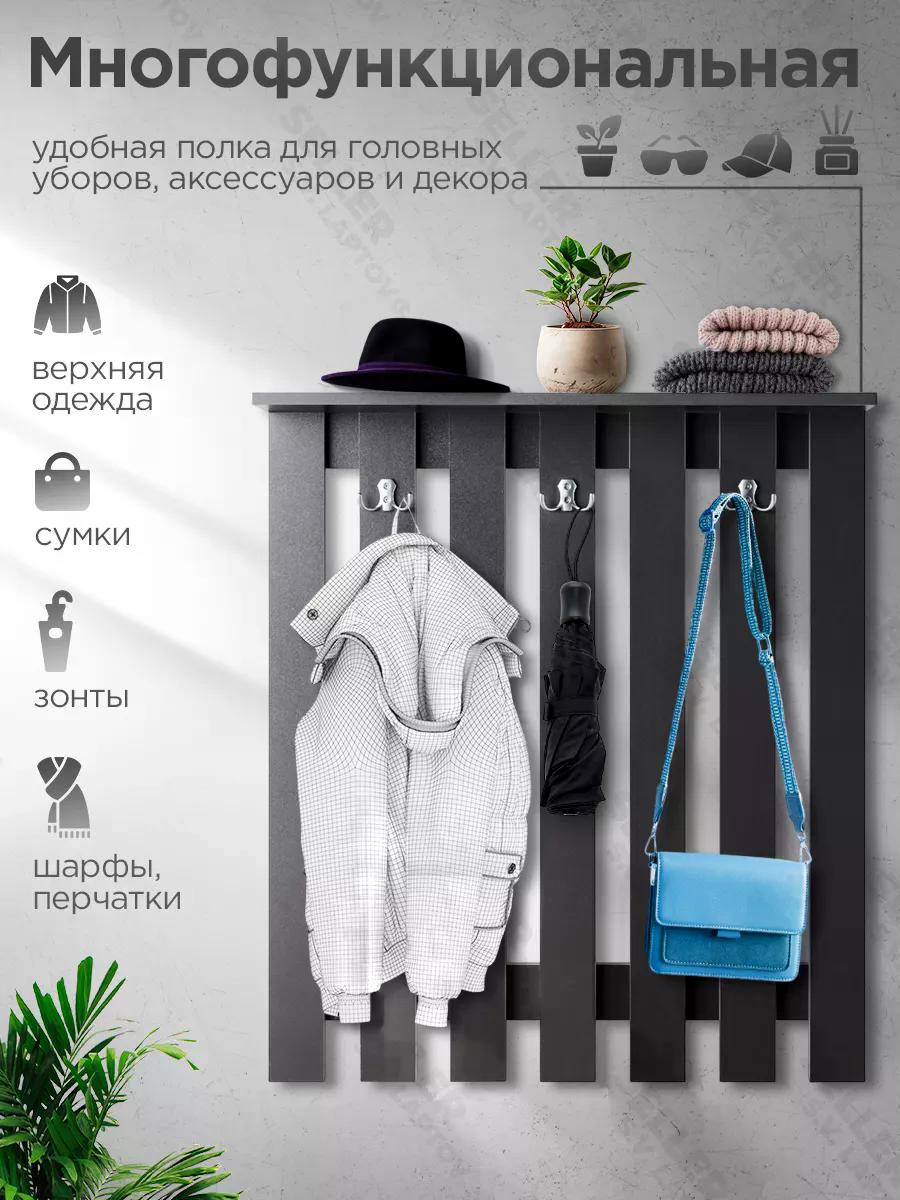 Многофункциональная
удобная полка для головных
уборов, аксессуаров и декора
верхняя
одежда
сумки
зонты
шарфы,
перчатки